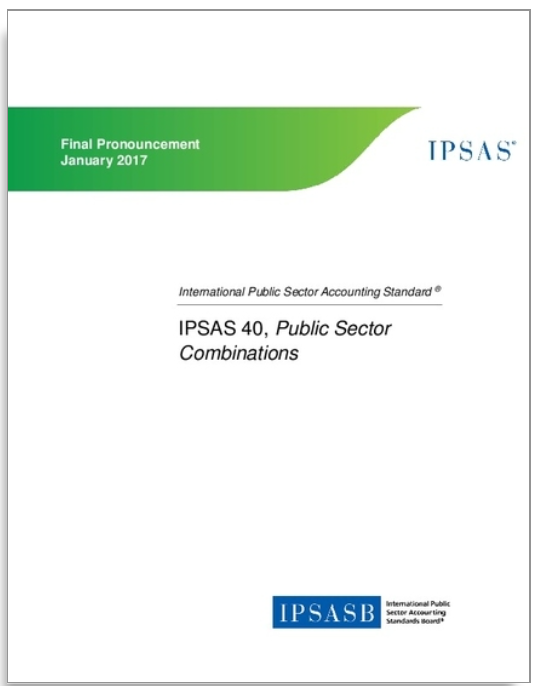 Final Pronouncement
January 2017
IPSAS®
International Public Sector Accounting Standard ®
IPSAS 40, Public Sector
Combinations
IPSASB
International Public
Sector Accounting
Standards Board®